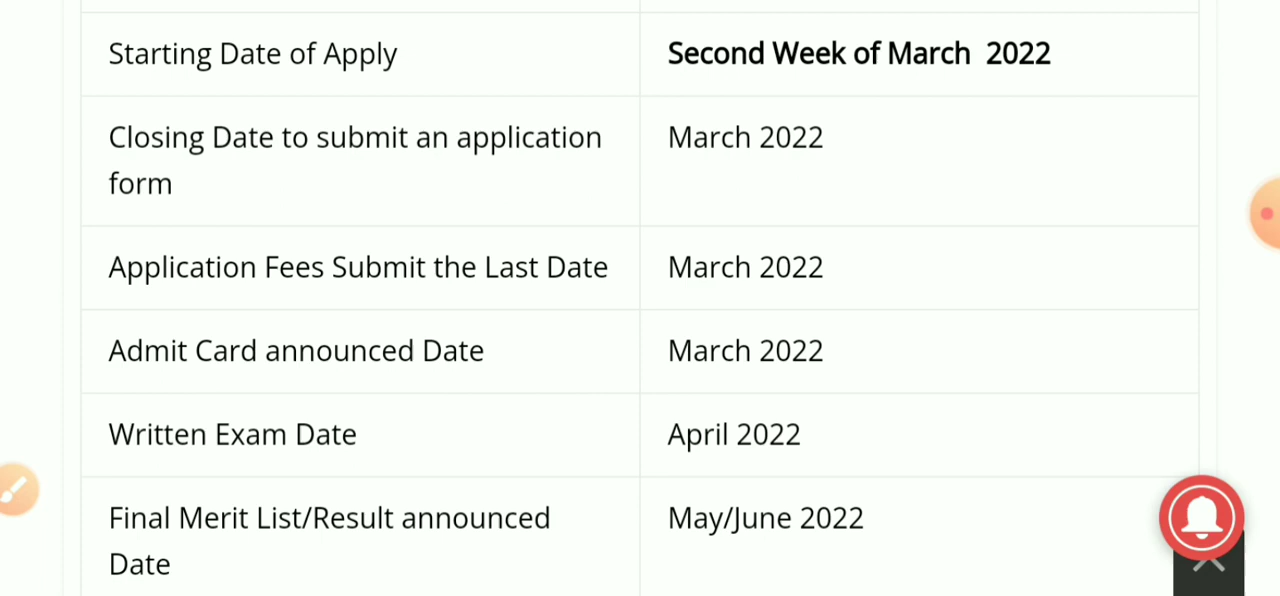 Starting Date of Apply
Second Week of March 2022
Closing Date to submit an application
form
March 2022
Application Fees Submit the Last Date
March 2022
Admit Card announced Date
March 2022
Written Exam Date
April 2022
Final Merit List/Result announced
Date
May/June 2022